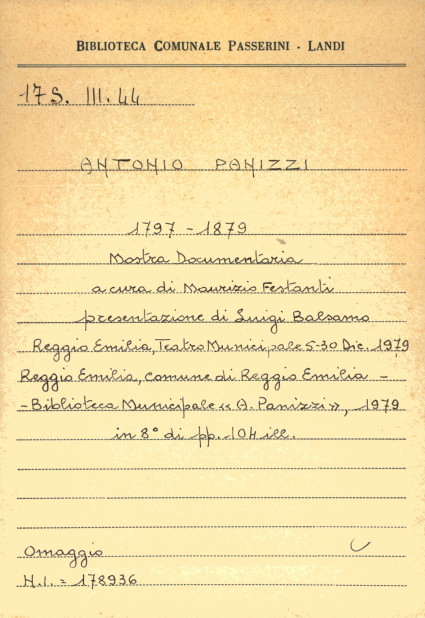 BIBLIOTECA COMUNALE PASSERINI - LANDI
17S. III. 44
ANTONIO PANIZZI
1797 - 1879
Mostra Documentaria
a cura di Maurizio Festanti
presentazione di Luigi Balsamo
Reggio Emilia, Teatro Municipale 5-30 Dic. 1979
Reggio Emilia, comune di Reggio Emilia -
- Biblioteca Municipale << A. Panizzi >>, 1979
in 8° di pp. 104 ill.
Omaggio
N.I. = 178936